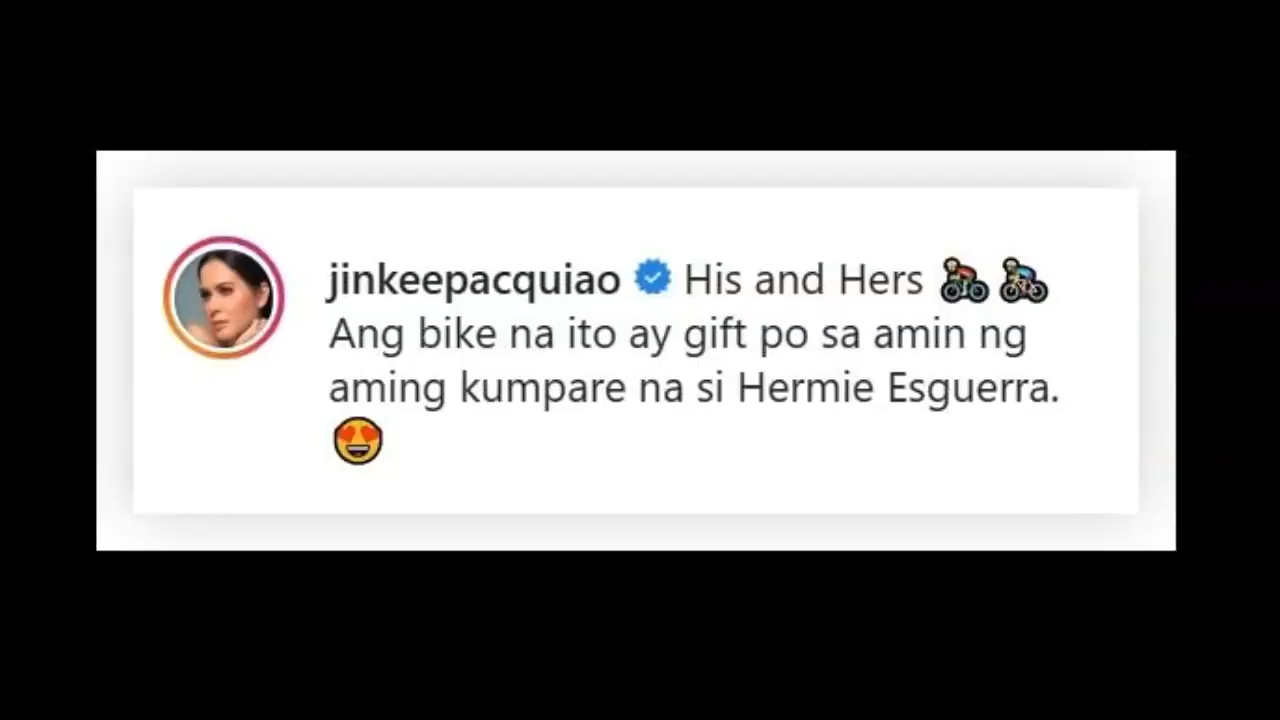 jinkeepacquiao His and Hers 🚴🚴
Ang bike na ito ay gift po sa amin ng
aming kumpare na si Hermie Esguerra.
😍